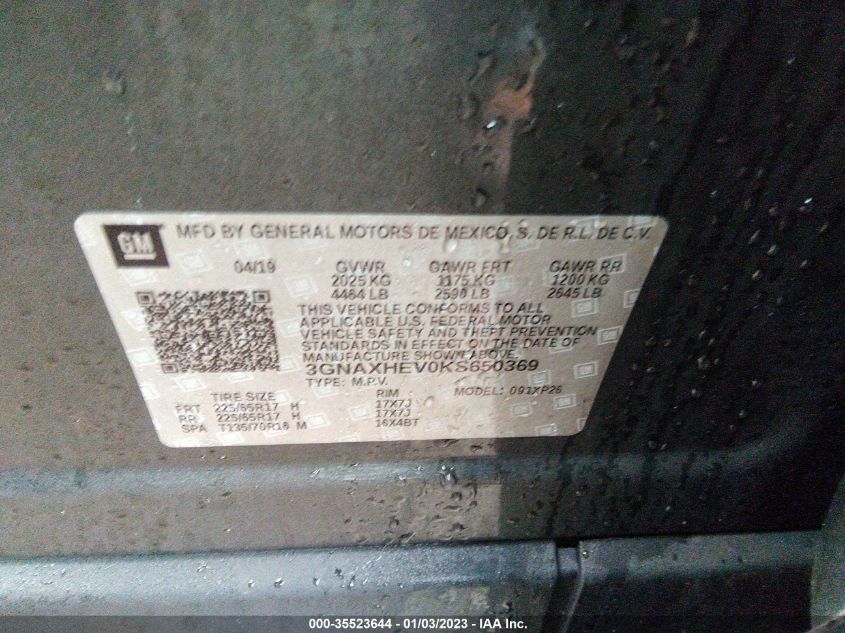 GM MFD BY GENERAL MOTORS DE MEXICO, S. DE R.L. DE C.V.
04/19 GVWR GAWR FRT GAWR RR
2025 KG 1175 KG 1200 KG
4464 LB 2590 LB 2645 LB
THIS VEHICLE CONFORMS TO ALL
APPLICABLE U.S. FEDERAL MOTOR
VEHICLE SAFETY AND THEFT PREVENTION
STANDARDS IN EFFECT ON THE DATE OF
MANUFACTURE SHOWN ABOVE.
3GNAXHEV0KS650369
TYPE: M.P.V. MODEL: 091XP26
TIRE SIZE RIM
FRT 225/65R17 H 17X7J
RR 225/65R17 H 17X7J
SPA T135/70R16 M 16X4BT
000-35523644 - 01/03/2023 - IAA Inc.